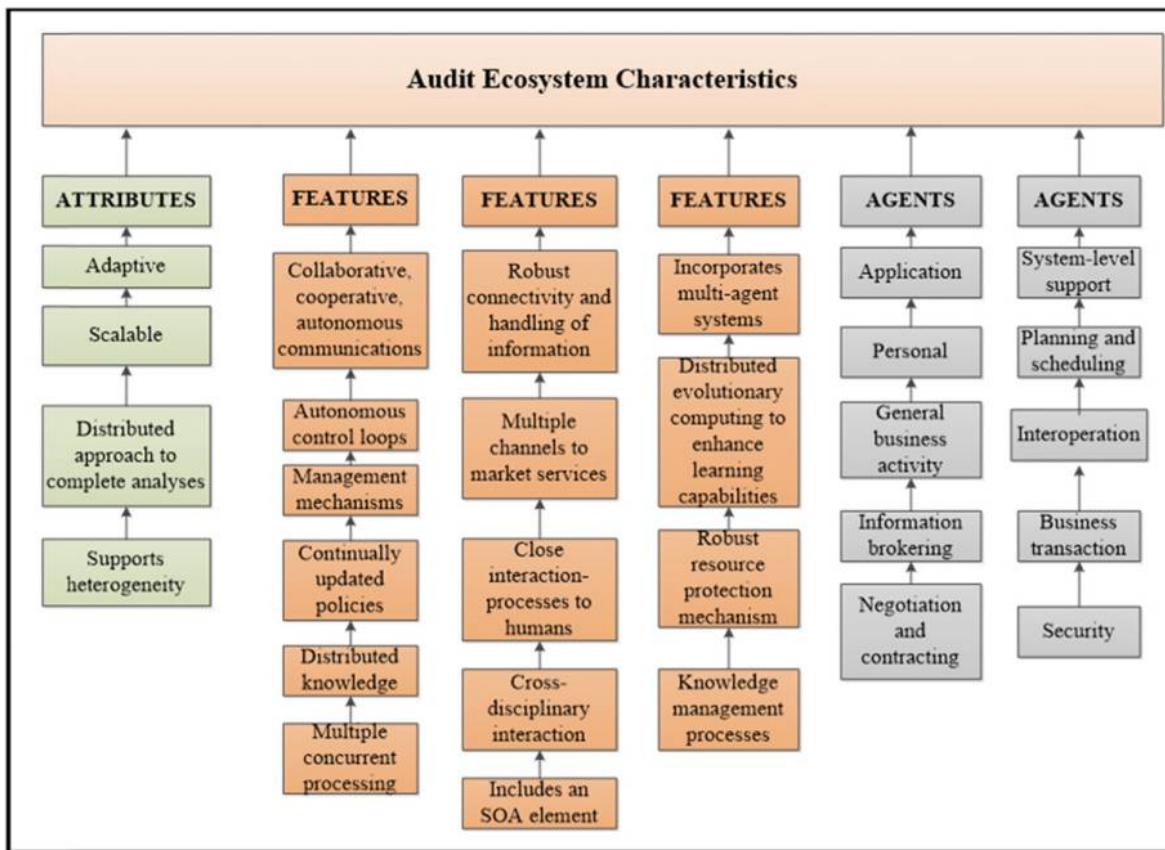 Audit Ecosystem Characteristics
ATTRIBUTES
Adaptive
Scalable
Distributed
approach to
complete analyses
Supports
heterogeneity
FEATURES
Collaborative,
cooperative,
autonomous
communications
Autonomous
control loops
Management
mechanisms
Continually
updated
policies
Distributed
knowledge
Multiple
concurrent
processing
FEATURES
Robust
connectivity and
handling of
information
Multiple
channels to
market services
Close
interaction-
processes to
humans
Cross-
disciplinary
interaction
Includes an
SOA element
FEATURES
Incorporates
multi-agent
systems
Distributed
evolutionary
computing to
enhance
learning
capabilities
Robust
resource
protection
mechanism
Knowledge
management
processes
AGENTS
Application
Personal
General
business
activity
Information
brokering
Negotiation
and
contracting
AGENTS
System-level
support
Planning and
scheduling
Interoperation
Business
transaction
Security